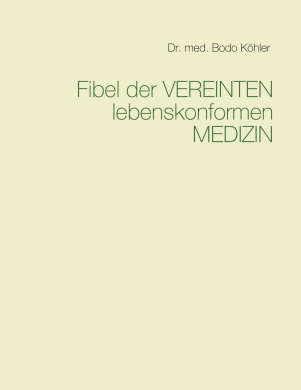 Dr. med. Bodo Köhler
Fibel der VEREINTEN
lebenskonformen
MEDIZIN